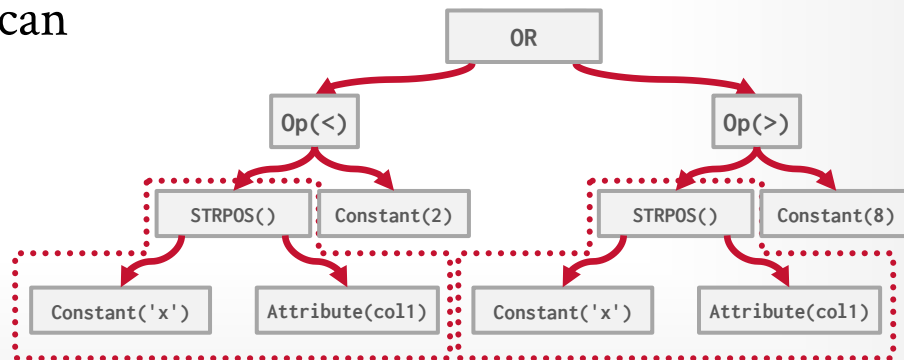 can
OR
Op(<) Op(>)
STRPOS() Constant(2) STRPOS() Constant(8)
Constant('x') Attribute(col1) Constant('x') Attribute(col1)